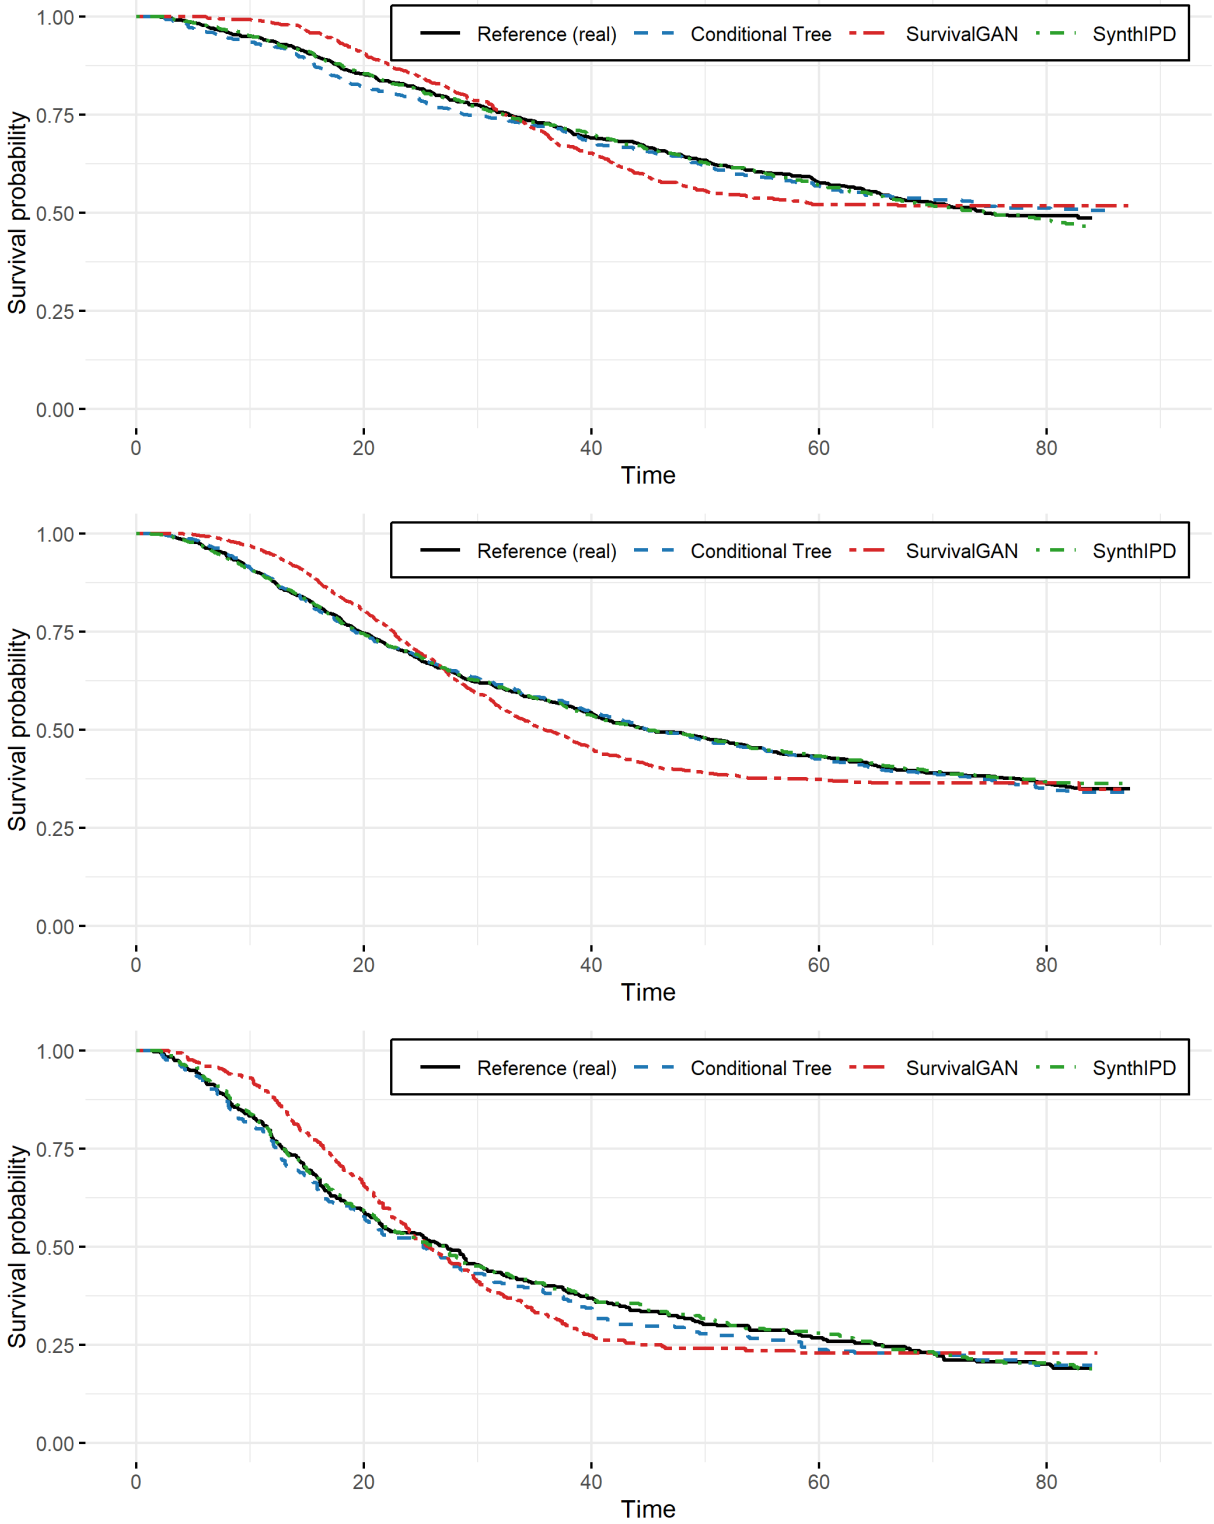 1.00
0.75
0.50
0.25
0.00
Survival probability
Reference (real) Conditional Tree SurvivalGAN SynthIPD
0 20 40 60 80
Time
1.00
0.75
0.50
0.25
0.00
Survival probability
Reference (real) Conditional Tree SurvivalGAN SynthIPD
0 20 40 60 80
Time
1.00
0.75
0.50
0.25
0.00
Survival probability
Reference (real) Conditional Tree SurvivalGAN SynthIPD
0 20 40 60 80
Time